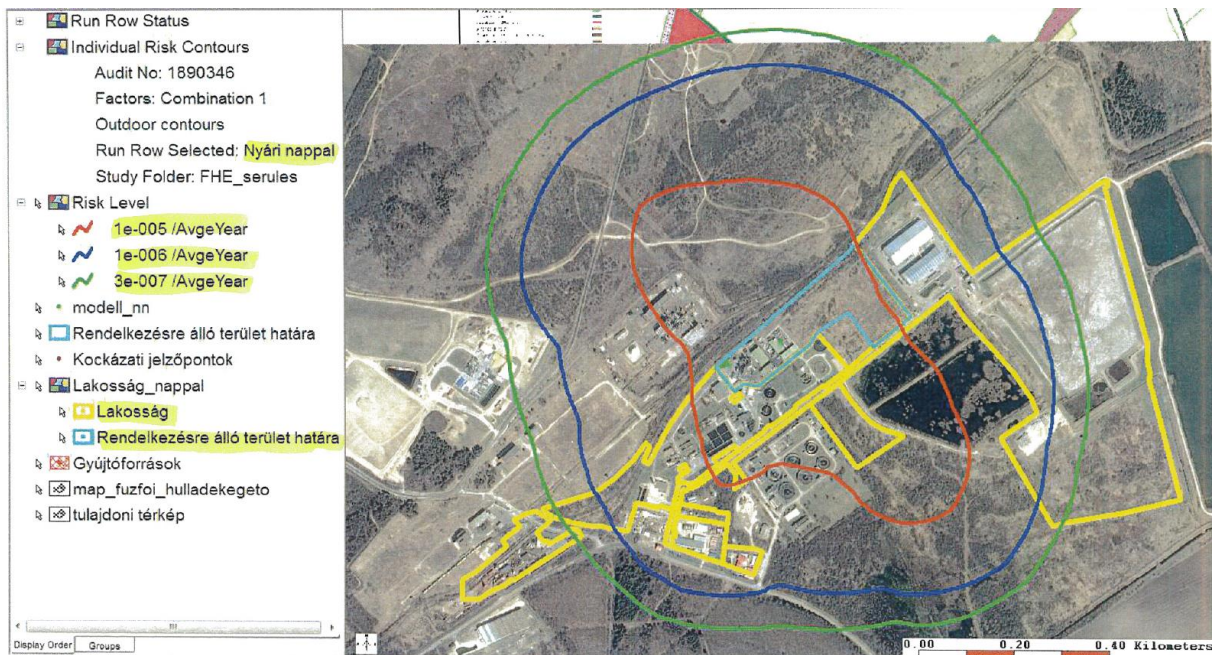 Run Row Status
Individual Risk Contours
Audit No: 1890346
Factors: Combination 1
Outdoor contours
Run Row Selected: Nyári nappal
Study Folder: FHE_serules
Risk Level
1e-005 /AvgeYear
1e-006 /AvgeYear
3e-007 /AvgeYear
modell_nn
Rendelkezésre álló terület határa
Kockázati jelzőpontok
Lakosság_nappal
Lakosság
Rendelkezésre álló terület határa
Gyújtóforrások
map_fuzfoi_hulladekegeto
tulajdoni térkép
Display Order Groups
0.00 0.20 0.40 Kilometers